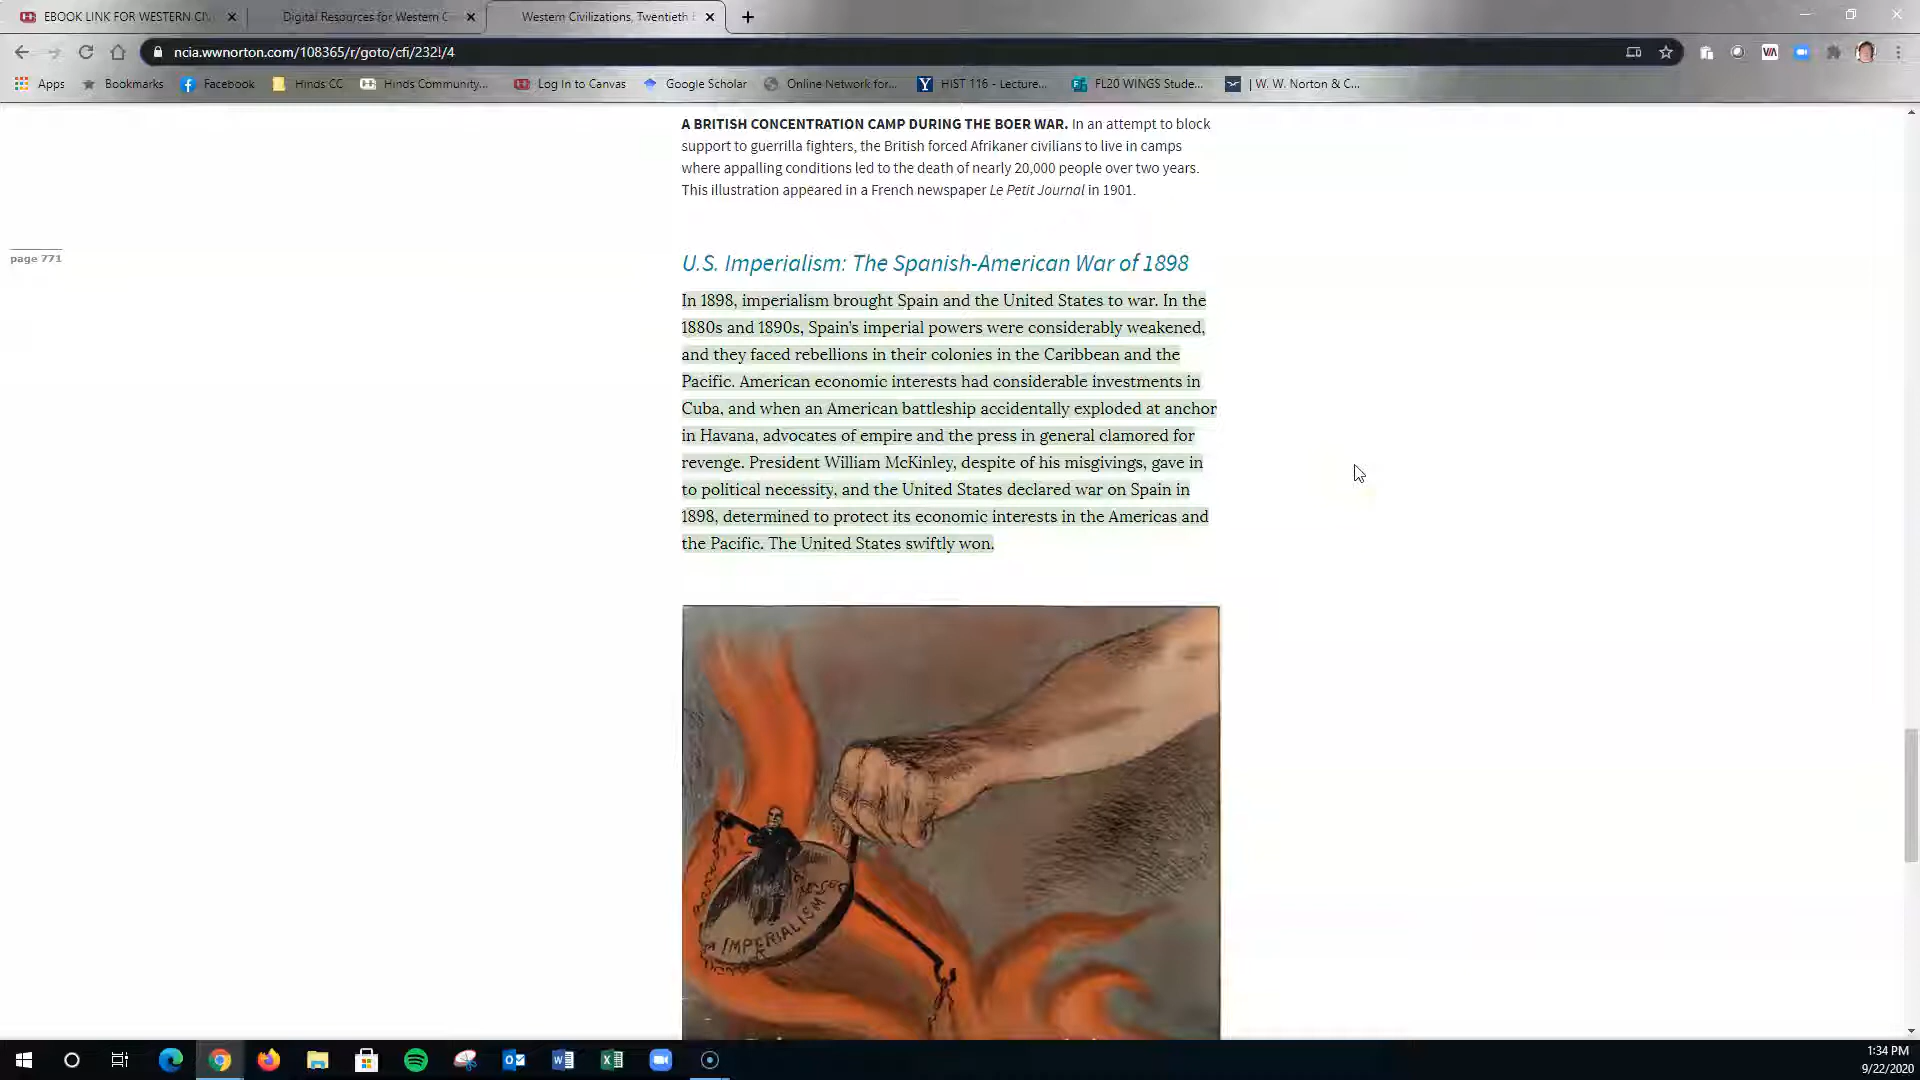 EBOOK LINK FOR WESTERN CIV
Digital Resources for Western C
Western Civilizations, Twentieth
ncia.wwnorton.com/108365/r/goto/cfi/232!/4
Apps
Bookmarks
Facebook
Hinds CC
Hinds Community...
Log In to Canvas
Google Scholar
Online Network for...
HIST 116 - Lecture...
FL20 WINGS Stude...
| W. W. Norton & C...
A BRITISH CONCENTRATION CAMP DURING THE BOER WAR. In an attempt to block
support to guerrilla fighters, the British forced Afrikaner civilians to live in camps
where appalling conditions led to the death of nearly 20,000 people over two years.
This illustration appeared in a French newspaper Le Petit Journal in 1901.
page 771
U.S. Imperialism: The Spanish-American War of 1898
In 1898, imperialism brought Spain and the United States to war. In the
1880s and 1890s, Spain's imperial powers were considerably weakened,
and they faced rebellions in their colonies in the Caribbean and the
Pacific. American economic interests had considerable investments in
Cuba, and when an American battleship accidentally exploded at anchor
in Havana, advocates of empire and the press in general clamored for
revenge. President William McKinley, despite of his misgivings, gave in
to political necessity, and the United States declared war on Spain in
1898, determined to protect its economic interests in the Americas and
the Pacific. The United States swiftly won.
IMPERIALISM
1:34 PM
9/22/2020